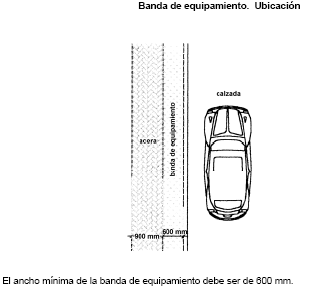 Banda de equipamiento. Ubicación
calzada
acera
banda de equipamiento
900 mm
600 mm
El ancho mínima de la banda de equipamiento debe ser de 600 mm.